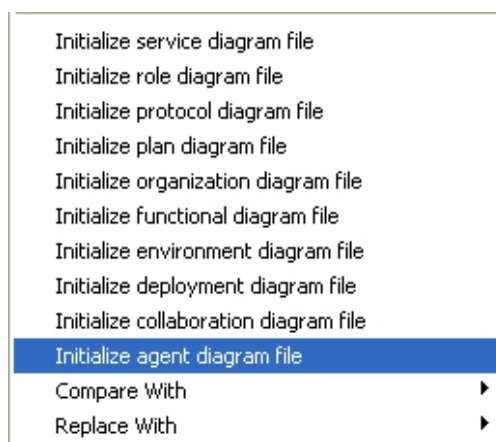 Initialize service diagram file
Initialize role diagram file
Initialize protocol diagram file
Initialize plan diagram file
Initialize organization diagram file
Initialize functional diagram file
Initialize environment diagram file
Initialize deployment diagram file
Initialize collaboration diagram file
Initialize agent diagram file
Compare With
Replace With